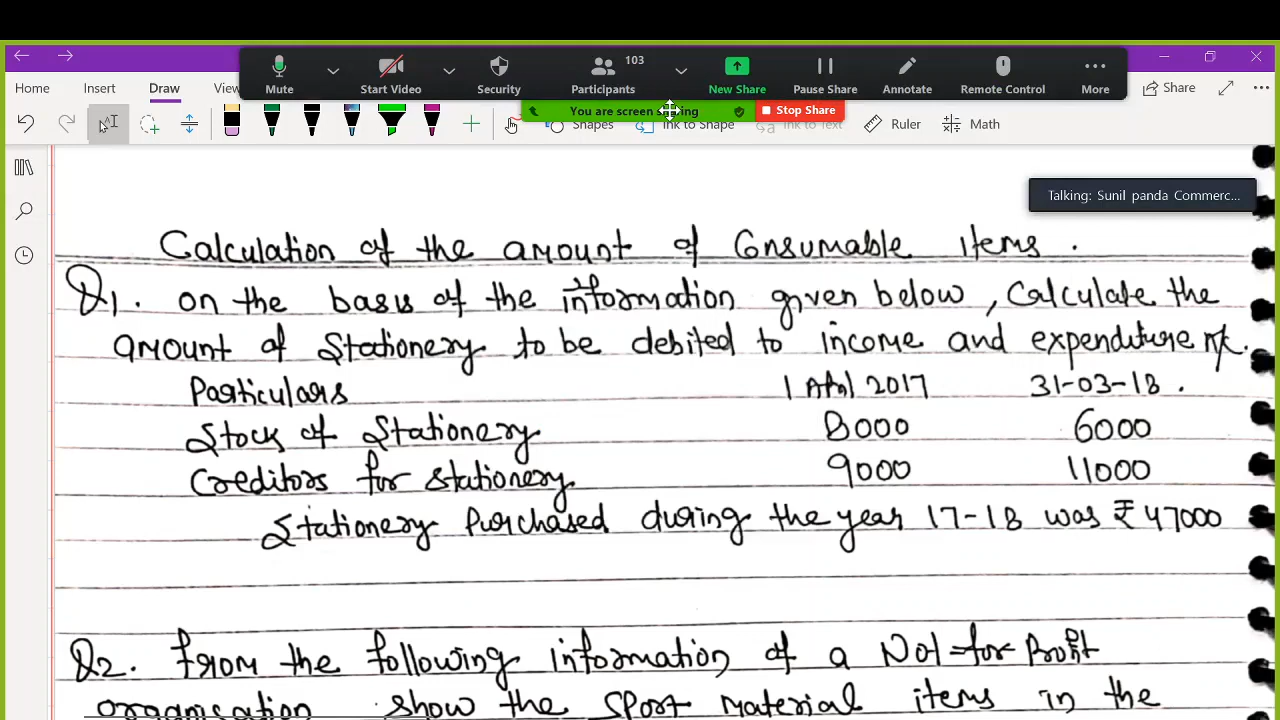 Mute
Start Video
Security
Participants
103
New Share
Pause Share
Annotate
Remote Control
More
Home
Insert
Draw
View
You are screen sharing
Stop Share
Share
Shapes
Ink to Shape
Ink to Text
Ruler
Math
Talking: Sunil panda Commerc...
Calculation of the amount of Consumable items.
Q1. on the basis of the information given below, Calculate the
amount of Stationery to be debited to income and expenditure A/c.
Particulars 1 April 2017 31-03-18.
Stock of Stationery 8000 6000
Creditors for stationery 9000 11000
Stationery Purchased during the year 17-18 was ₹47000
Q2. From the following information of a Not-for Profit
organisation show the sport material items in the